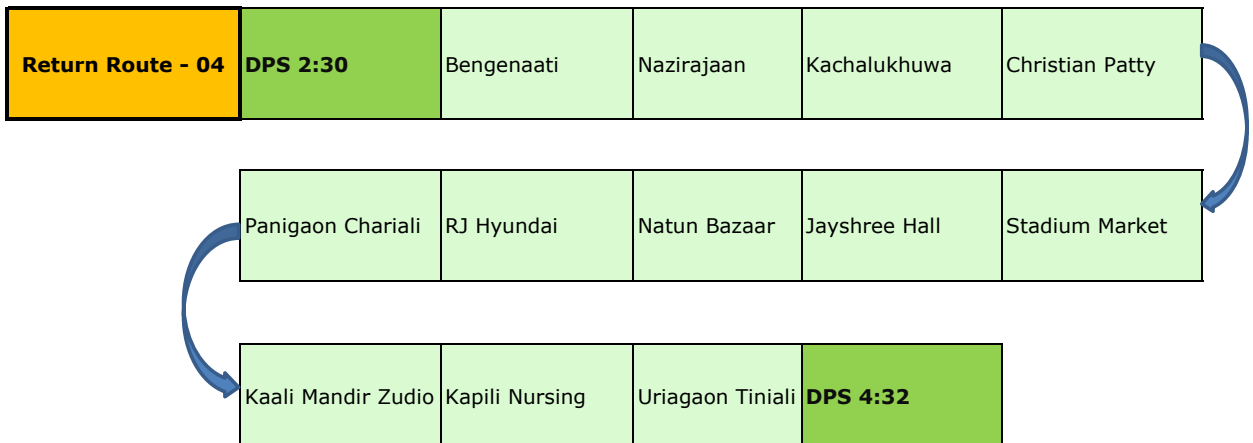 Return Route - 04 DPS 2:30 Bengenaati Nazirajaan Kachalukhuwa Christian Patty
Panigaon Chariali RJ Hyundai Natun Bazaar Jayshree Hall Stadium Market
Kaali Mandir Zudio Kapili Nursing Uriagaon Tiniali DPS 4:32